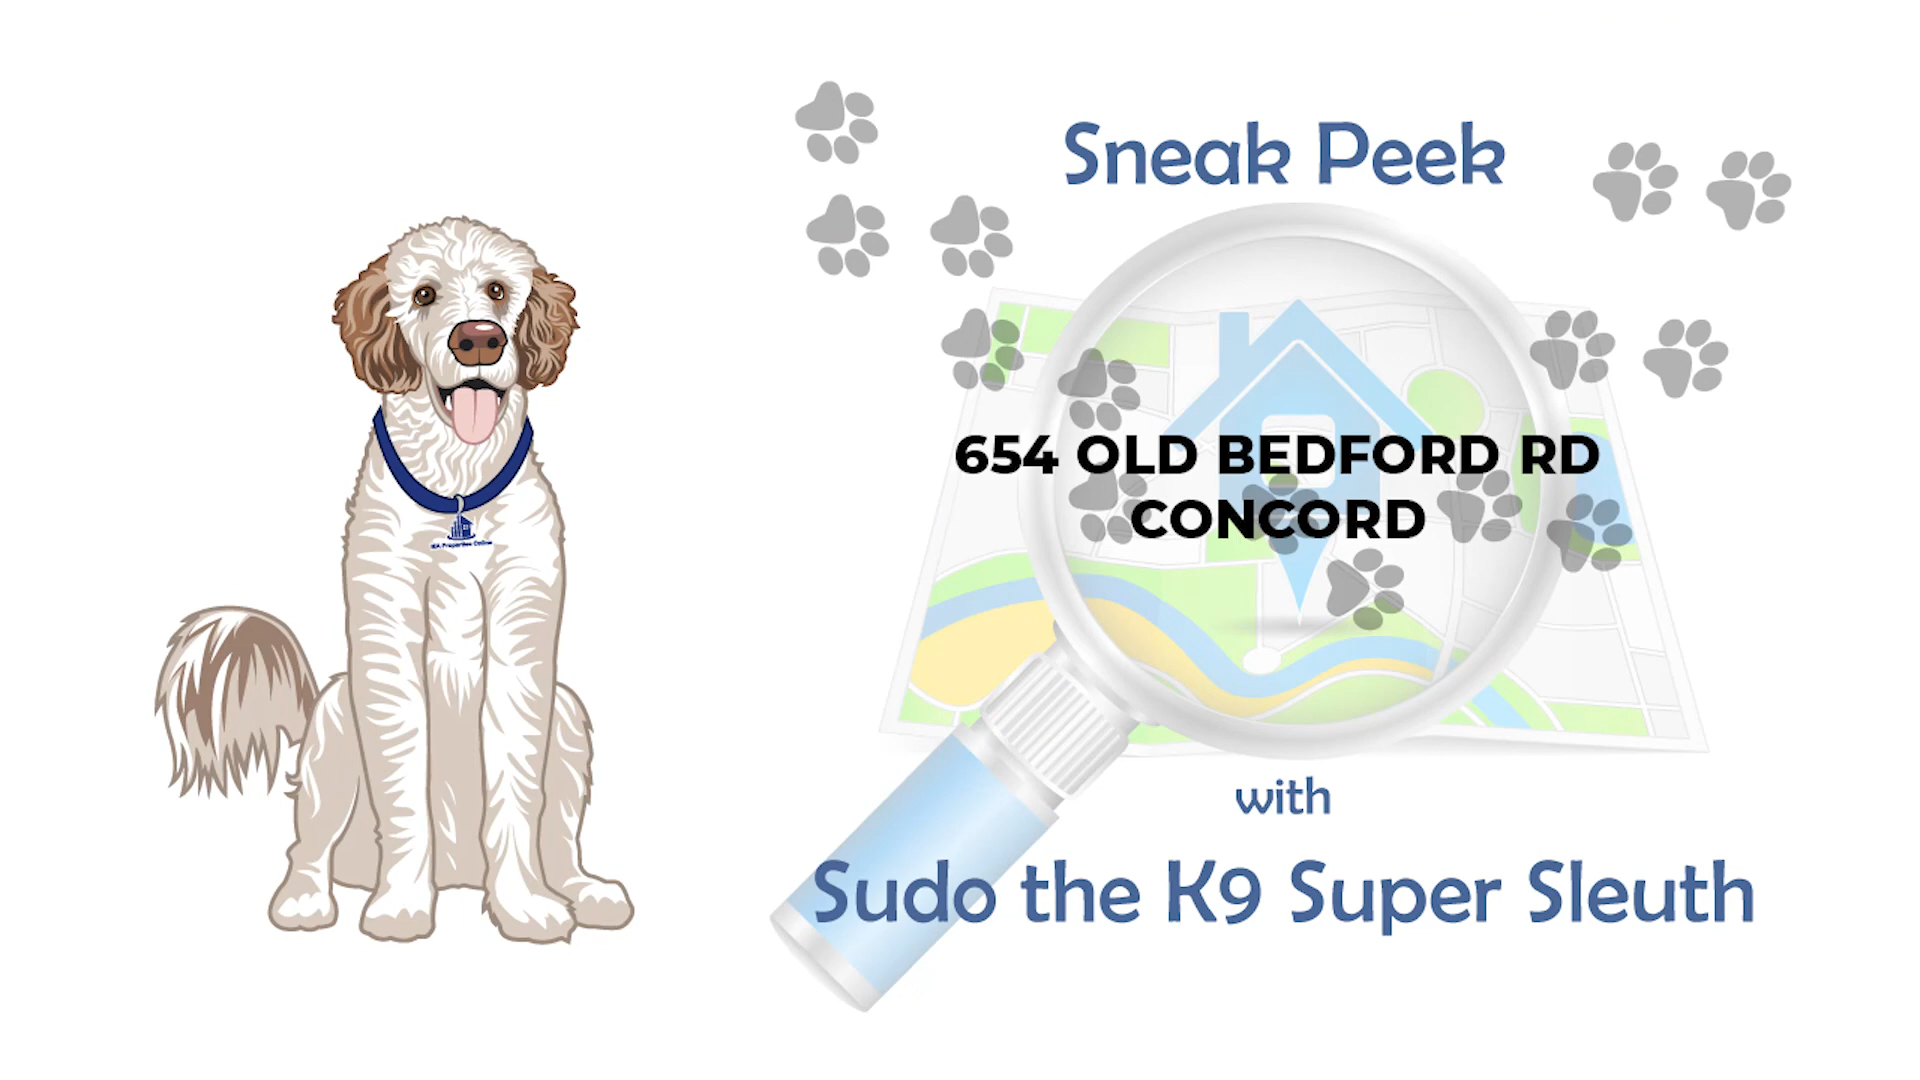 Sneak Peek
654 OLD BEDFORD RD
CONCORD
with
Sudo the K9 Super Sleuth